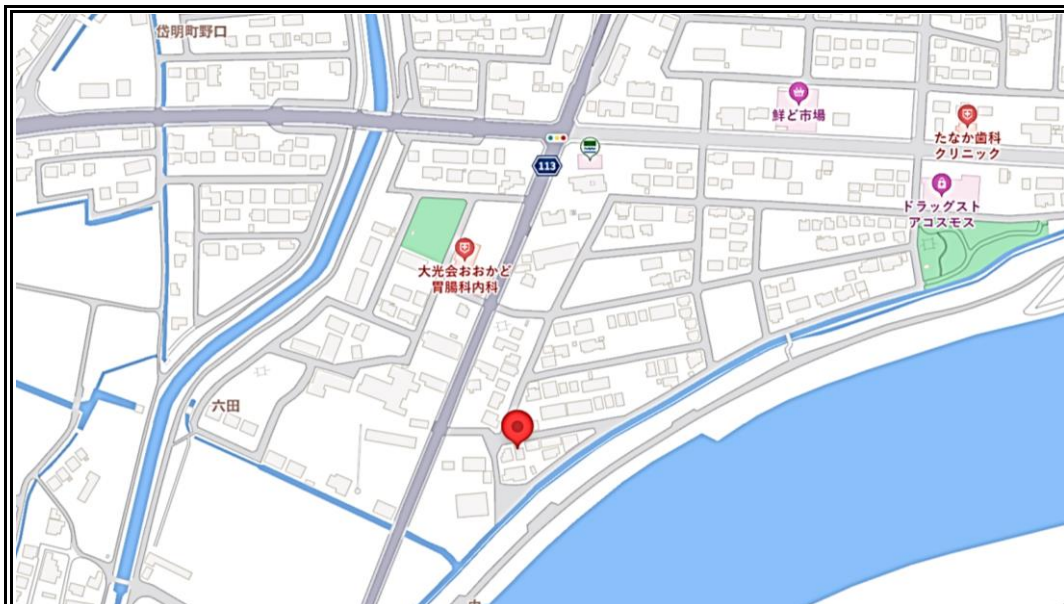 岱明町野口
鮮ど市場
たなか歯科
クリニック
113
ドラッグスト
アコスモス
大光会おおかど
胃腸科内科
六田